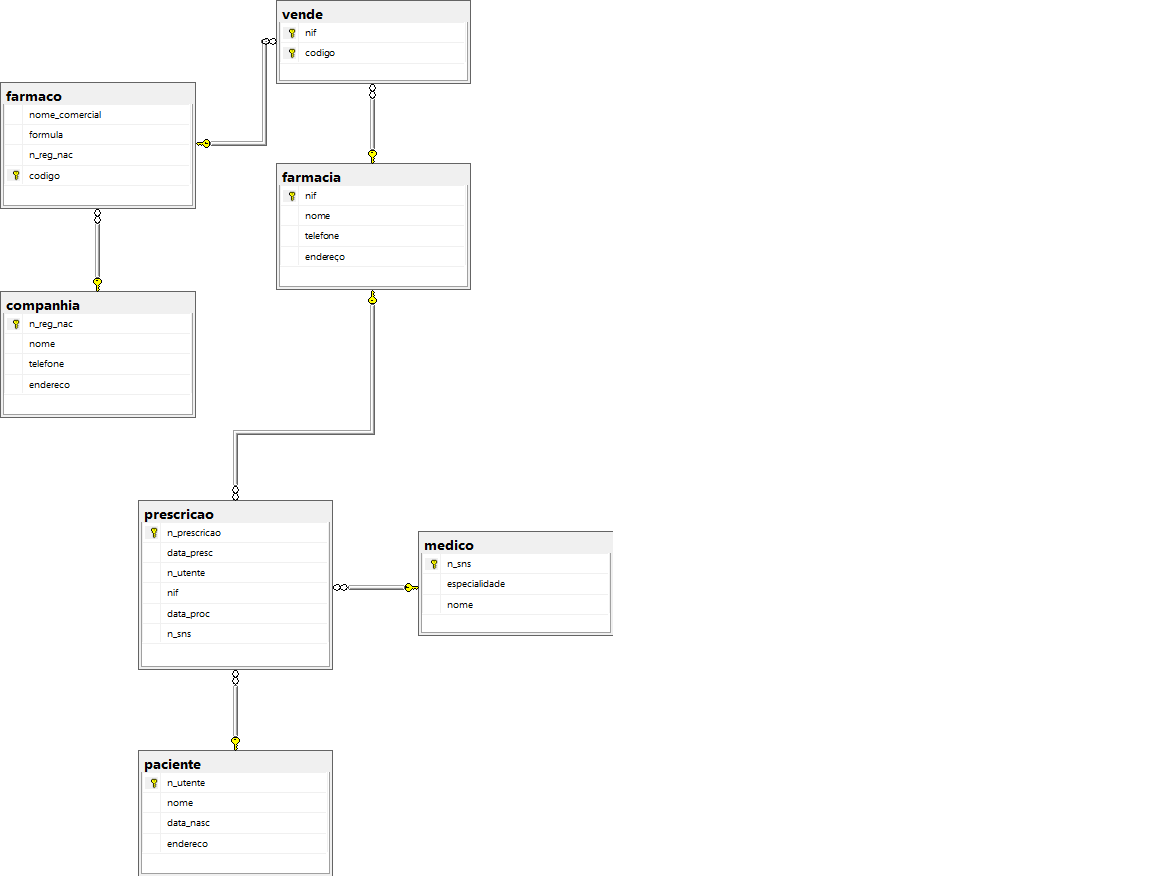 vende
nif
codigo
farmaco
nome_comercial
formula
n_reg_nac
codigo
farmacia
nif
nome
telefone
endereço
companhia
n_reg_nac
nome
telefone
endereco
prescricao
n_prescricao
data_presc
n_utente
nif
data_proc
n_sns
medico
n_sns
especialidade
nome
paciente
n_utente
nome
data_nasc
endereco